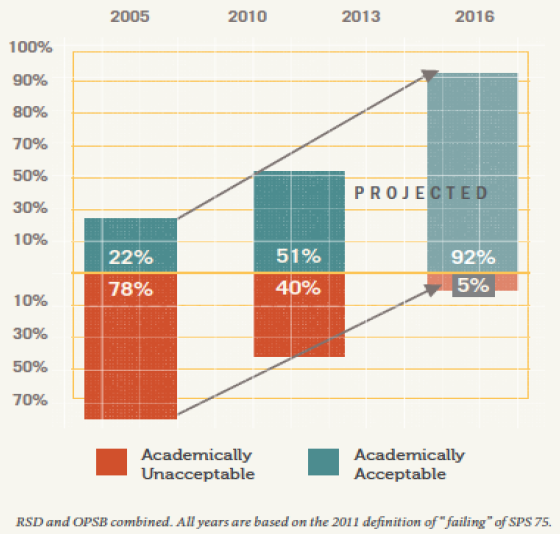 2005 2010 2013 2016
100%
90%
80%
70%
50%
30%
10%
10%
30%
50%
70%
PROJECTED
22% 51% 92%
78% 40% 5%
Academically
Unacceptable
Academically
Acceptable
RSD and OPSB combined. All years are based on the 2011 definition of “failing” of SPS 75.